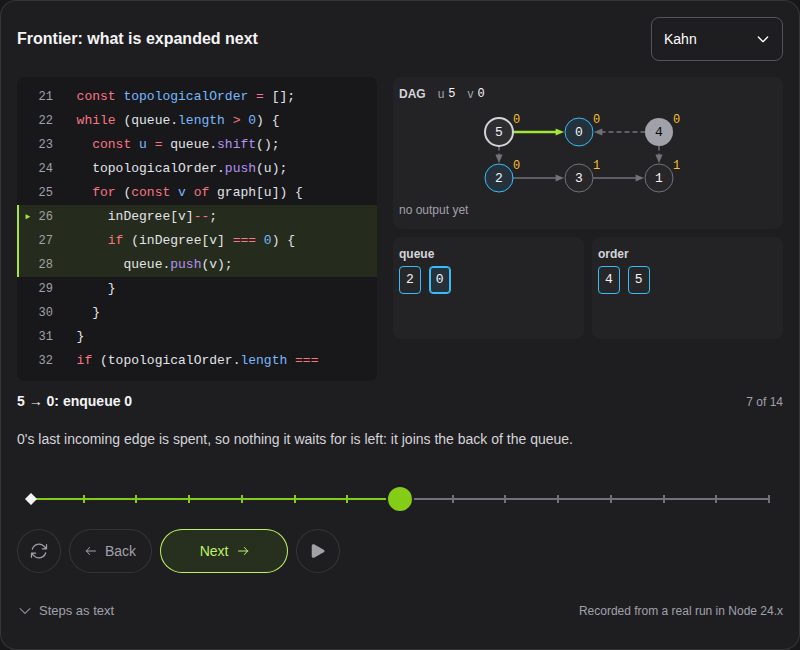 Frontier: what is expanded next
Kahn
21 const topologicalOrder = [];
22 while (queue.length > 0) {
23 const u = queue.shift();
24 topologicalOrder.push(u);
25 for (const v of graph[u]) {
26 inDegree[v]--;
27 if (inDegree[v] === 0) {
28 queue.push(v);
29 }
30 }
31 }
32 if (topologicalOrder.length ===
DAG u 5 v 0
0 0 0
5 0 4
0 1 1
2 3 1
no output yet
queue
2 0
order
4 5
5 → 0: enqueue 0
7 of 14
0's last incoming edge is spent, so nothing it waits for is left: it joins the back of the queue.
← Back
Next →
Steps as text
Recorded from a real run in Node 24.x